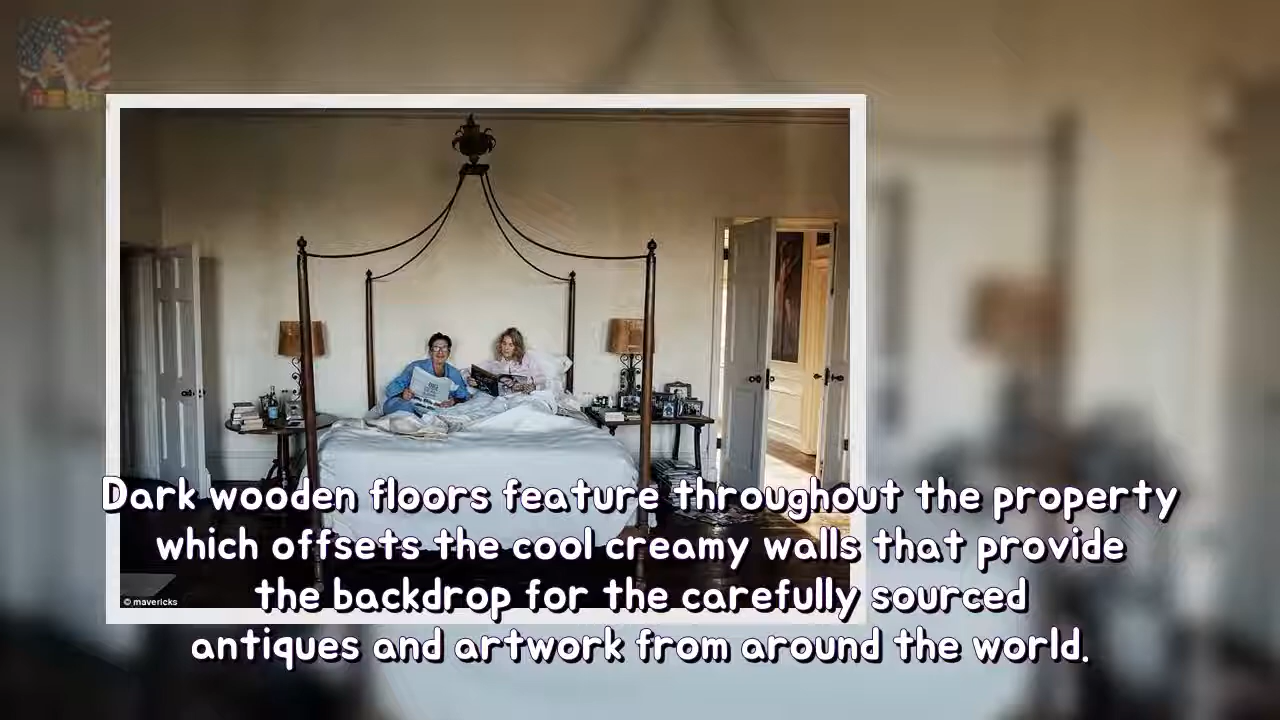 Dark wooden floors feature throughout the property
which offsets the cool creamy walls that provide
the backdrop for the carefully sourced
© mavericks
antiques and artwork from around the world.